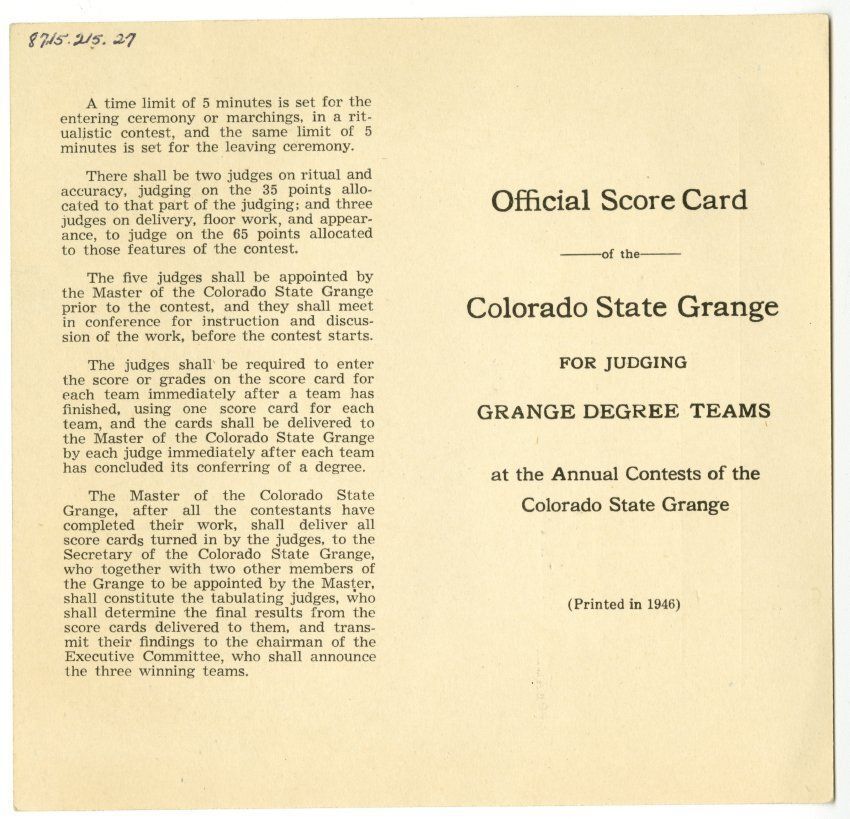 8715.215.27
A time limit of 5 minutes is set for the
entering ceremony or marchings, in a rit-
ualistic contest, and the same limit of 5
minutes is set for the leaving ceremony.
There shall be two judges on ritual and
accuracy, judging on the 35 points allo-
cated to that part of the judging; and three
judges on delivery, floor work, and appear-
ance, to judge on the 65 points allocated
to those features of the contest.
The five judges shall be appointed by
the Master of the Colorado State Grange
prior to the contest, and they shall meet
in conference for instruction and discus-
sion of the work, before the contest starts.
The judges shall be required to enter
the score or grades on the score card for
each team immediately after a team has
finished, using one score card for each
team, and the cards shall be delivered to
the Master of the Colorado State Grange
by each judge immediately after each team
has concluded its conferring of a degree.
The Master of the Colorado State
Grange, after all the contestants have
completed their work, shall deliver all
score cards turned in by the judges, to the
Secretary of the Colorado State Grange,
who together with two other members of
the Grange to be appointed by the Master,
shall constitute the tabulating judges, who
shall determine the final results from the
score cards delivered to them, and trans-
mit their findings to the chairman of the
Executive Committee, who shall announce
the three winning teams.
Official Score Card
of the
Colorado State Grange
FOR JUDGING
GRANGE DEGREE TEAMS
at the Annual Contests of the
Colorado State Grange
(Printed in 1946)